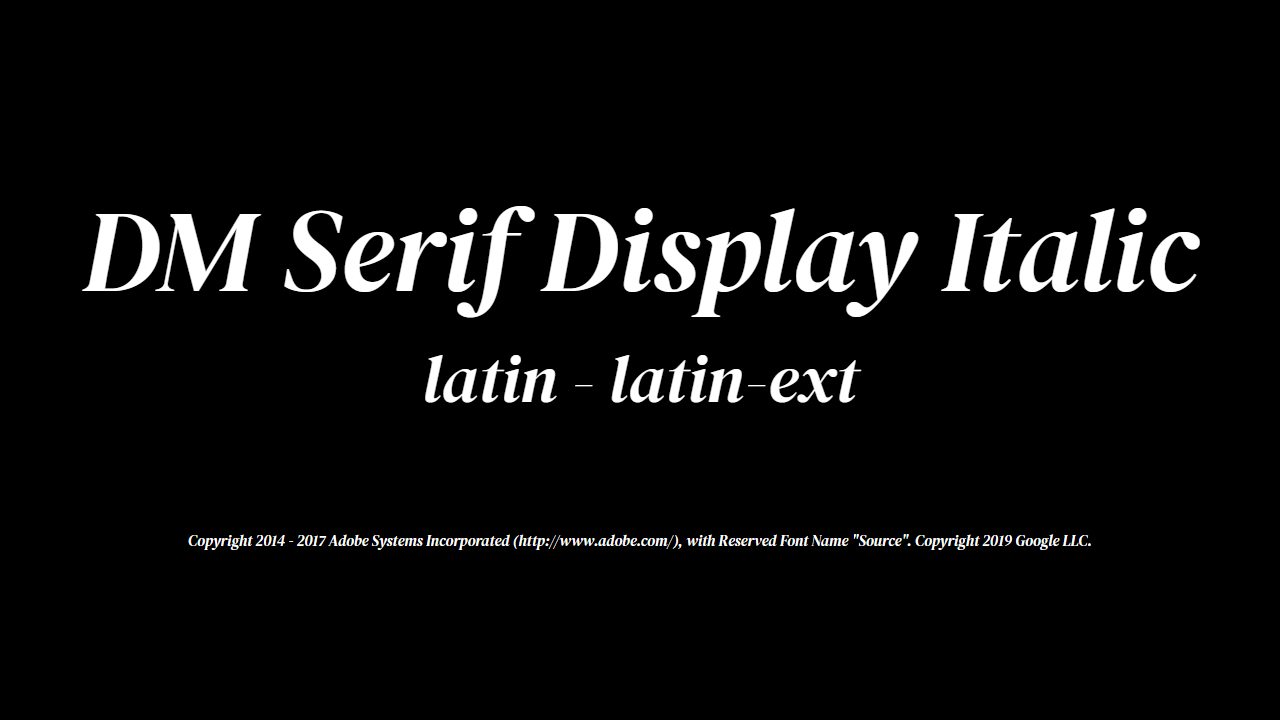 DM Serif Display Italic
latin - latin-ext
Copyright 2014 - 2017 Adobe Systems Incorporated (http://www.adobe.com/), with Reserved Font Name "Source". Copyright 2019 Google LLC.